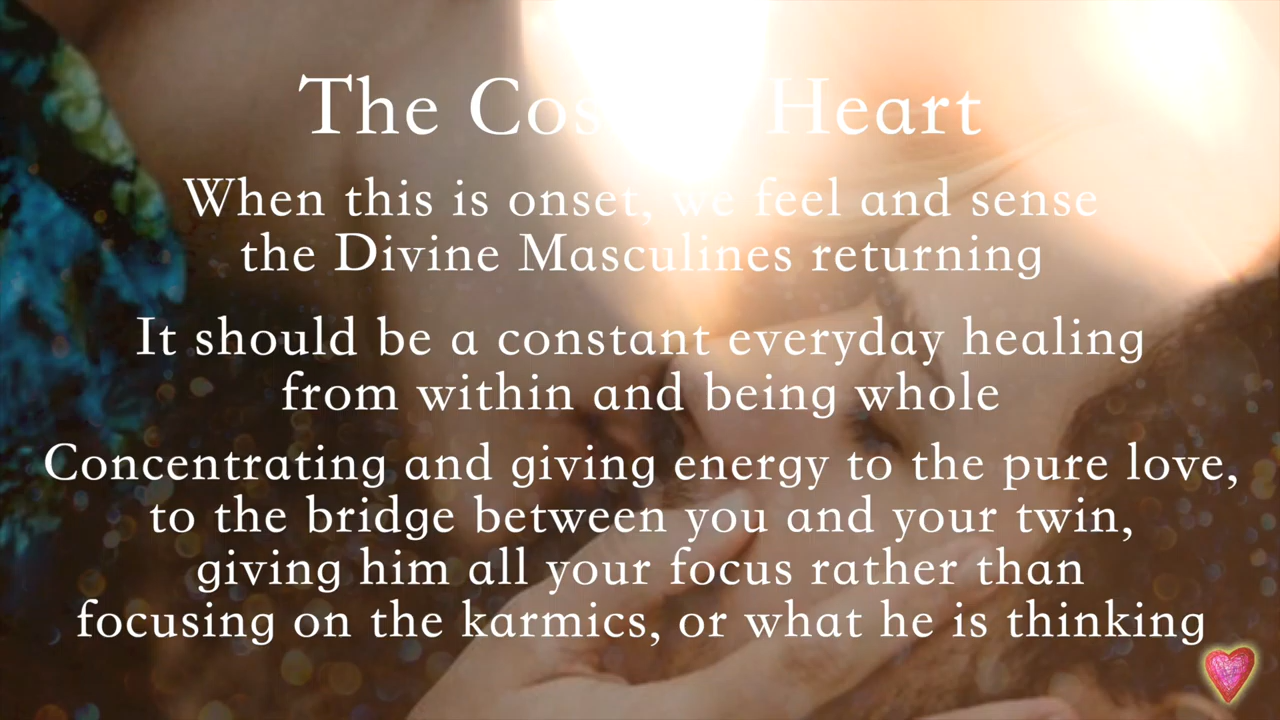 The Cos Heart
When this is onset, we feel and sense
the Divine Masculines returning
It should be a constant everyday healing
from within and being whole
Concentrating and giving energy to the pure love,
to the bridge between you and your twin,
giving him all your focus rather than
focusing on the karmics, or what he is thinking